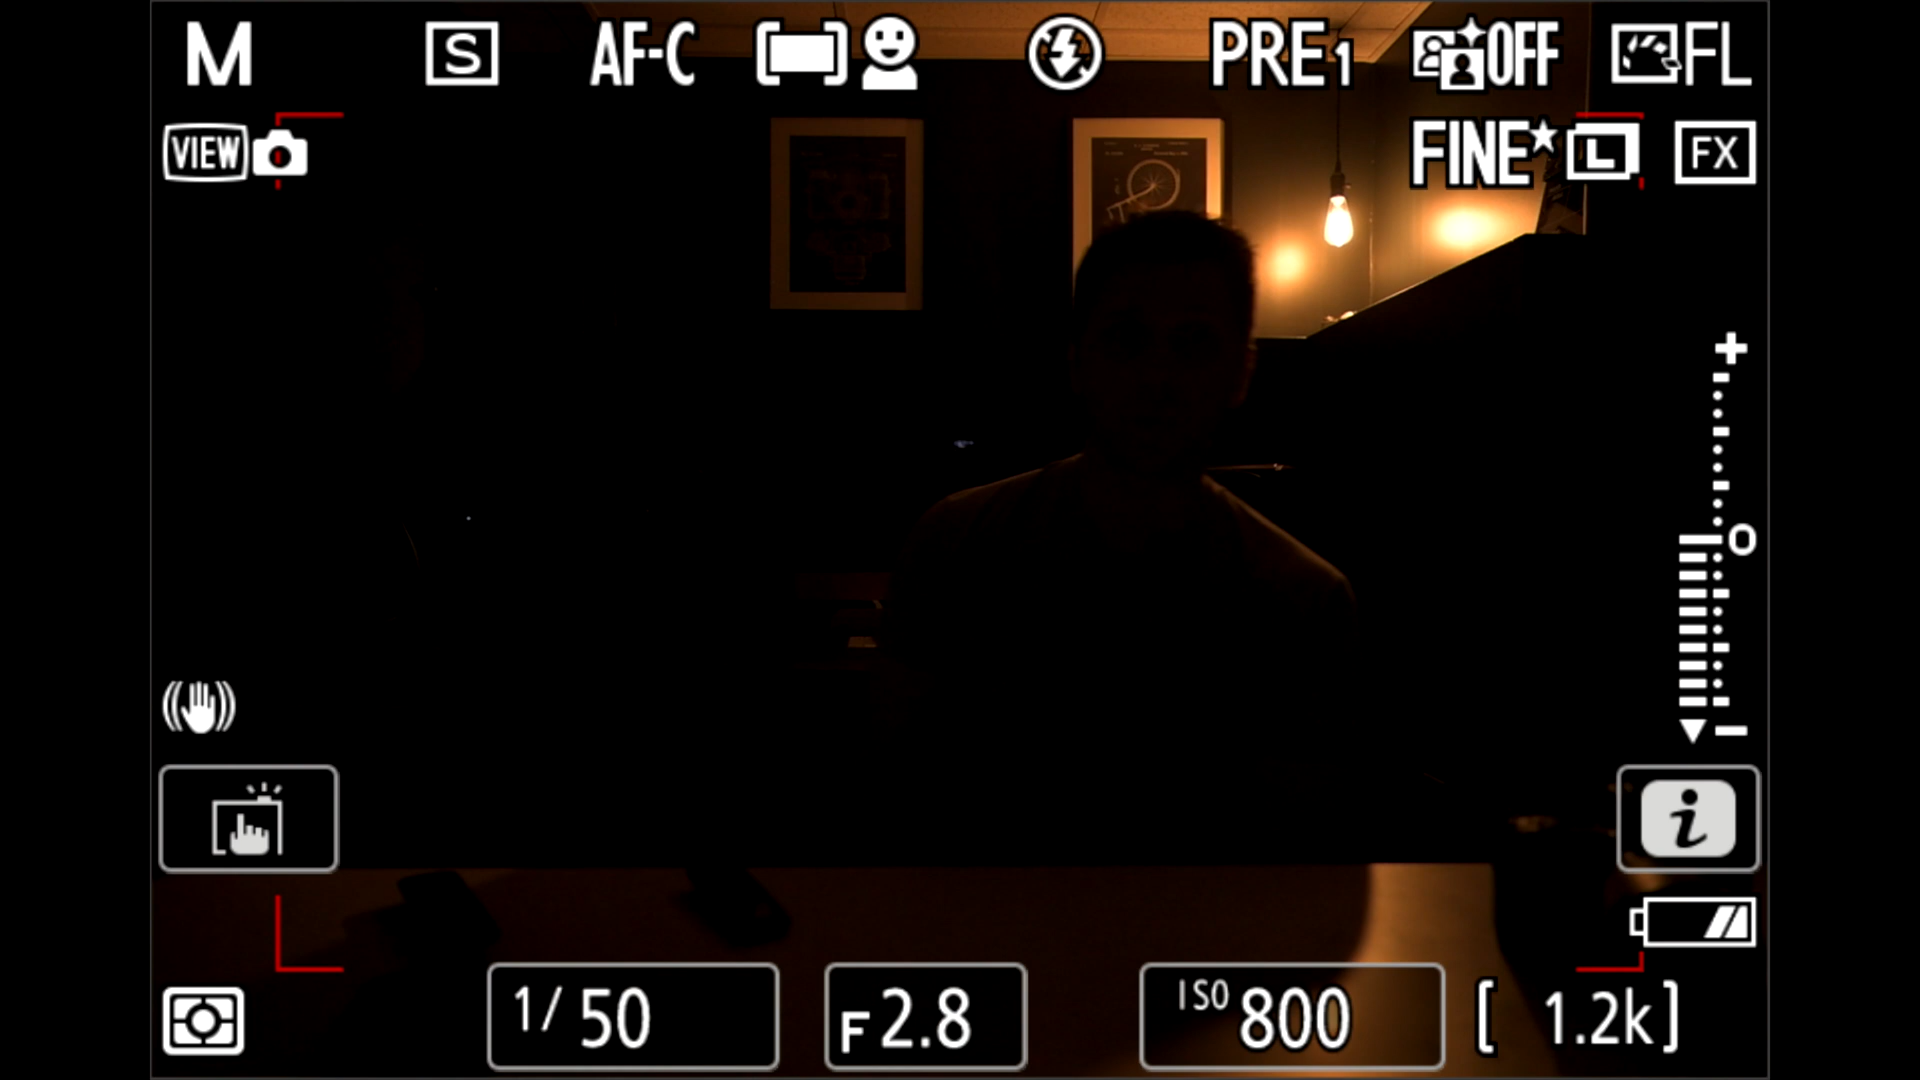 M S AF-C PRE1 OFF FL
VIEW FINE★ L FX
+
0
−
i
1/50 F2.8 ISO 800 [1.2k]